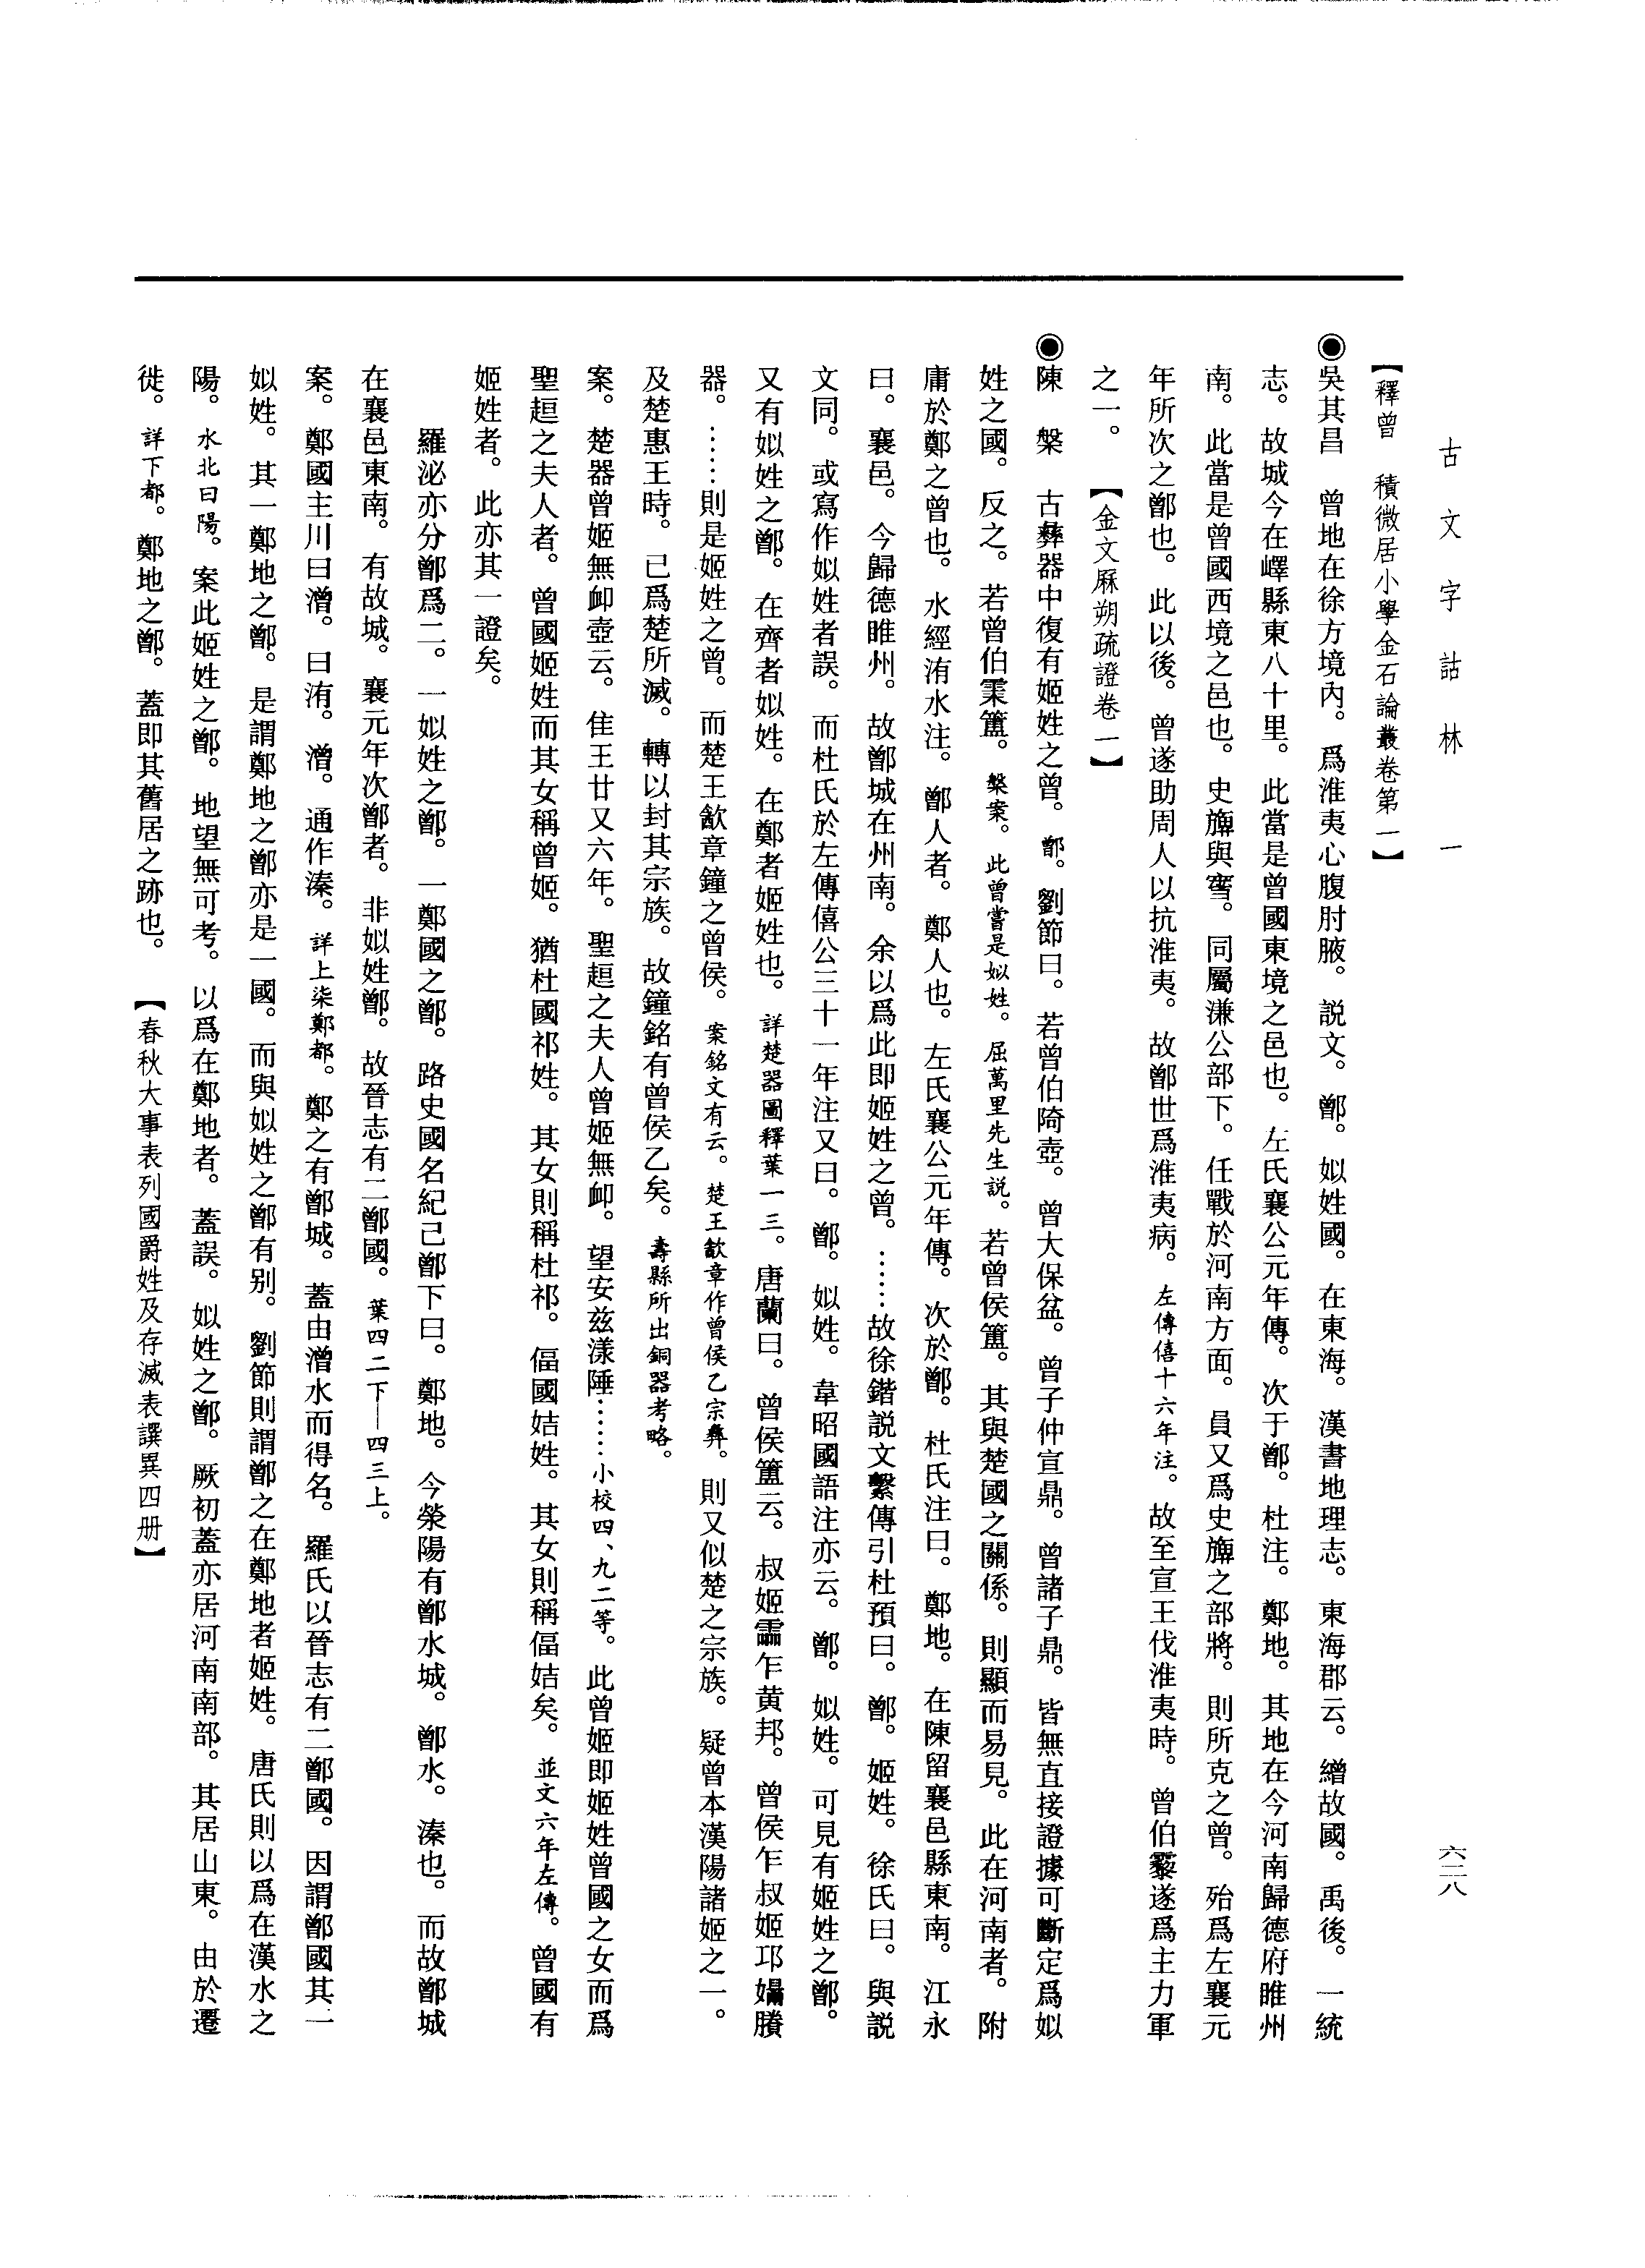 古文字詁林　一
六三八
【釋曾　積微居小學金石論叢卷第一】
◉吳其昌　曾地在徐方境內。爲淮夷心腹肘腋。説文。鄫。姒姓國。在東海。漢書地理志。東海郡云。繒故國。禹後。一統
志。故城今在嶧縣東八十里。此當是曾國東境之邑也。左氏襄公元年傳。次于鄫。杜注。鄭地。其地在今河南歸德府睢州
南。此當是曾國西境之邑也。史旟與䨮。同屬溓公部下。任戰於河南方面。員又爲史旟之部將。則所克之曾。殆爲左襄元
年所次之鄫也。此以後。曾遂助周人以抗淮夷。故鄫世爲淮夷病。左傳僖十六年注。故至宣王伐淮夷時。曾伯遂爲主力軍
之一。　【金文厤朔疏證卷一】
◉陳　槃　古彝器中復有姬姓之曾。鄫。劉節曰。若曾伯陭壺。曾大保盆。曾子仲宣鼎。曾諸子鼎。皆無直接證據可斷定爲姒
姓之國。反之。若曾伯霥簠。槃案。此曾當是姒姓。屈萬里先生説。若曾侯簠。其與楚國之關係。則顯而易見。此在河南者。附
庸於鄭之曾也。水經洧水注。鄫人者。鄭人也。左氏襄公元年傳。次於鄫。杜氏注曰。鄭地。在陳留襄邑縣東南。江永
曰。襄邑。今歸德睢州。故鄫城在州南。余以爲此即姬姓之曾。……故徐鍇説文繫傳引杜預曰。鄫。姬姓。徐氏曰。與説
文同。或寫作姒姓者誤。而杜氏於左傳僖公三十一年注又曰。鄫。姒姓。韋昭國語注亦云。鄫。姒姓。可見有姬姓之鄫。
又有姒姓之鄫。在齊者姒姓。在鄭者姬姓也。詳楚器圖釋葉一三。唐蘭曰。曾侯簠云。叔姬霝乍黄邦。曾侯乍叔姬邛嬭賸
器。……則是姬姓之曾。而楚王歈章鐘之曾侯。案銘文有云。楚王歈章作曾侯乙宗彝。則又似楚之宗族。疑曾本漢陽諸姬之一。
及楚惠王時。已爲楚所滅。轉以封其宗族。故鐘銘有曾侯乙矣。壽縣所出銅器考略。
案。楚器曾姬無卹壺云。隹王廿又六年。聖趄之夫人曾姬無卹。望安兹漾陲……小校四、九二等。此曾姬即姬姓曾國之女而爲
聖趄之夫人者。曾國姬姓而其女稱曾姬。猶杜國祁姓。其女則稱杜祁。偪國姞姓。其女則稱偪姞矣。並文六年左傳。曾國有
姬姓者。此亦其一證矣。
羅泌亦分鄫爲二。一姒姓之鄫。一鄭國之鄫。路史國名紀己鄫下曰。鄭地。今滎陽有鄫水城。鄫水。溱也。而故鄫城
在襄邑東南。有故城。襄元年次鄫者。非姒姓鄫。故晉志有二鄫國。葉四二下—四三上。
案。鄭國主川曰潧。曰洧。潧。通作溱。詳上柒鄭都。鄭之有鄫城。蓋由潧水而得名。羅氏以晉志有二鄫國。因謂鄫國其一
姒姓。其一鄭地之鄫。是謂鄭地之鄫亦是一國。而與姒姓之鄫有別。劉節則謂鄫之在鄭地者姬姓。唐氏則以爲在漢水之
陽。水北曰陽。案此姬姓之鄫。地望無可考。以爲在鄭地者。蓋誤。姒姓之鄫。厥初蓋亦居河南南部。其居山東。由於遷
徙。詳下都。鄭地之鄫。蓋即其舊居之跡也。　【春秋大事表列國爵姓及存滅表譔異四册】